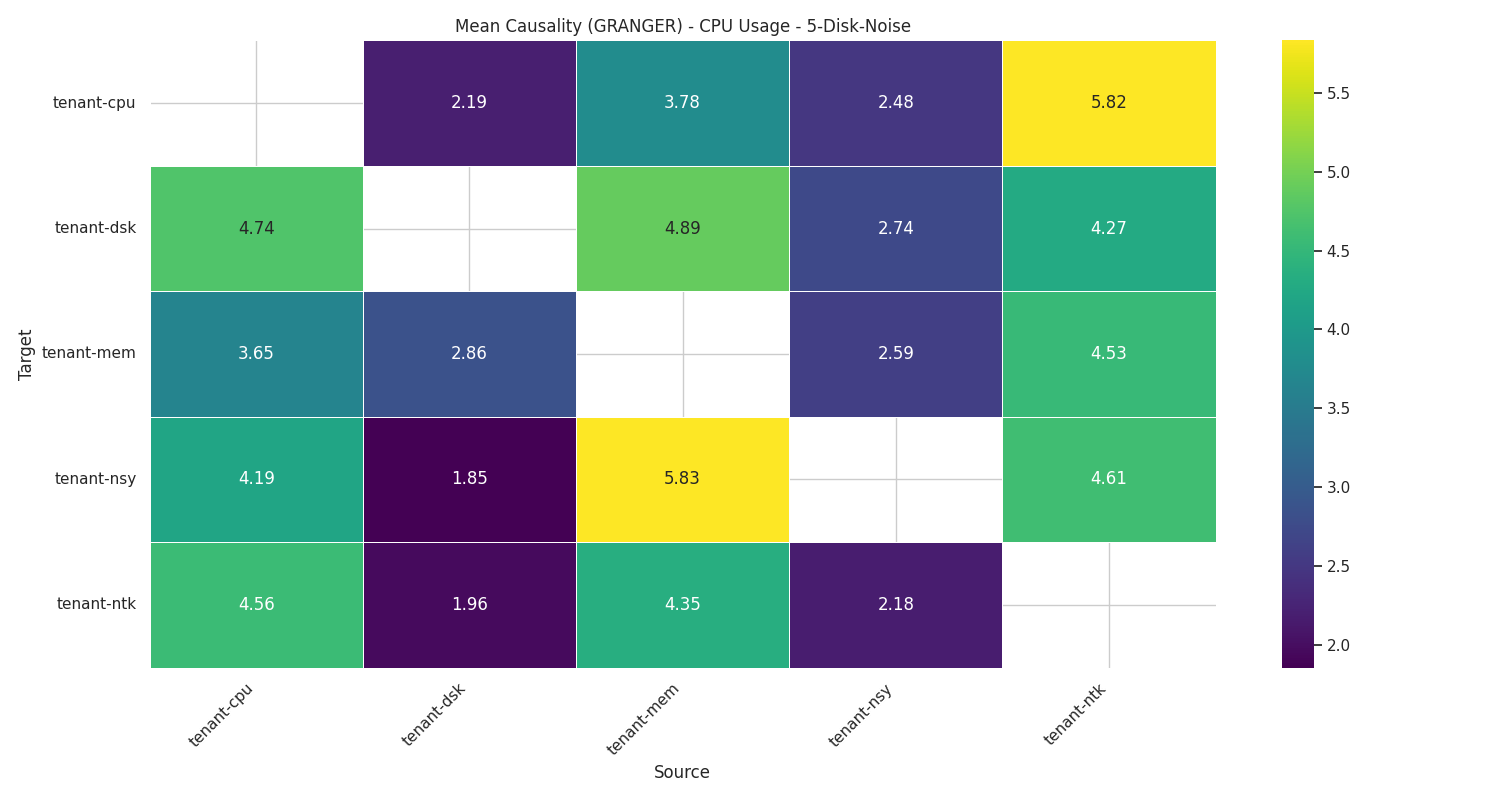 Mean Causality (GRANGER) - CPU Usage - 5-Disk-Noise
tenant-cpu 2.19 3.78 2.48 5.82
tenant-dsk 4.74 4.89 2.74 4.27
tenant-mem 3.65 2.86 2.59 4.53
tenant-nsy 4.19 1.85 5.83 4.61
tenant-ntk 4.56 1.96 4.35 2.18
Target
tenant-cpu tenant-dsk tenant-mem tenant-nsy tenant-ntk
Source
5.5
5.0
4.5
4.0
3.5
3.0
2.5
2.0